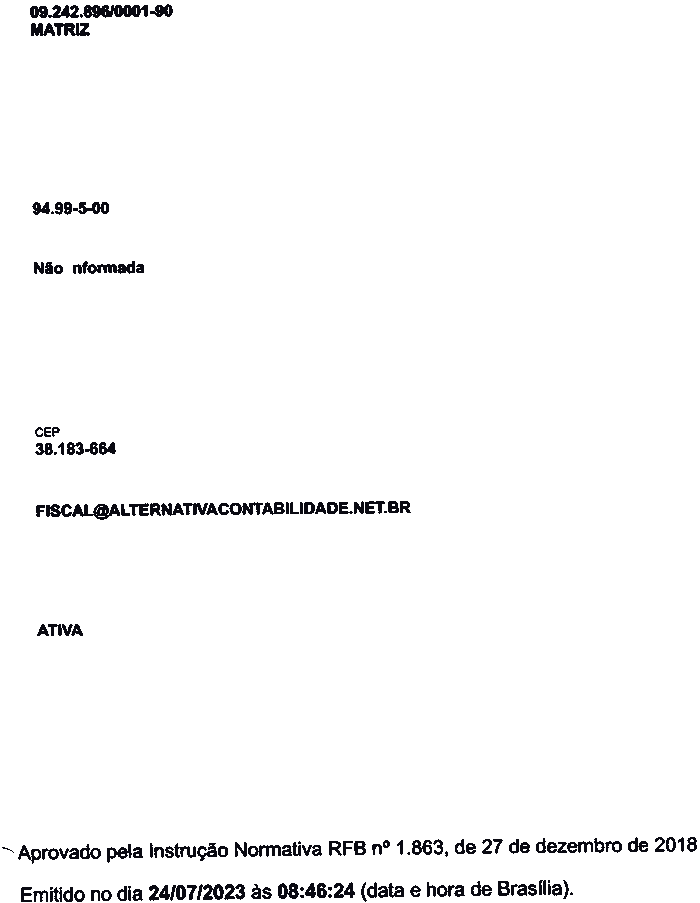 09.242.896/0001-90
MATRIZ
94.99-5-00
Não nformada
CEP
38.183-664
FISCAL@ALTERNATIVACONTABILIDADE.NET.BR
ATIVA
Aprovado pela Instrução Normativa RFB nº 1.863, de 27 de dezembro de 2018
Emitido no dia 24/07/2023 às 08:46:24 (data e hora de Brasília).